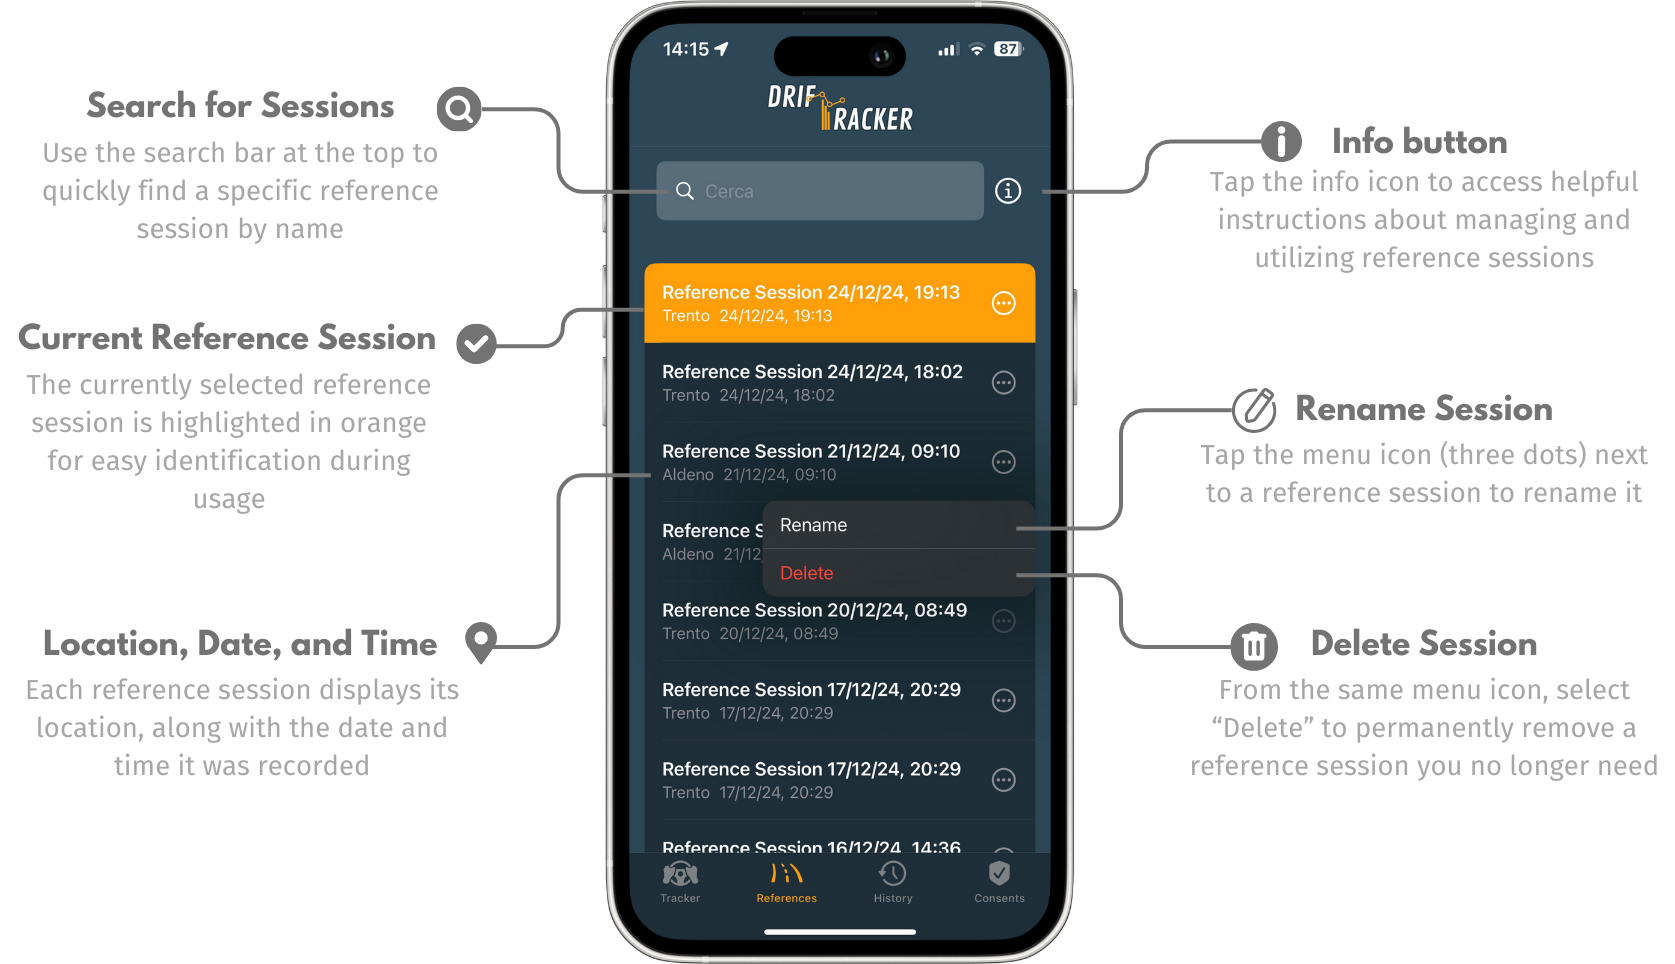 Search for Sessions
Use the search bar at the top to
quickly find a specific reference
session by name
Current Reference Session
The currently selected reference
session is highlighted in orange
for easy identification during
usage
Location, Date, and Time
Each reference session displays its
location, along with the date and
time it was recorded
14:15
87
DRIF
TRACKER
Cerca
Reference Session 24/12/24, 19:13
Trento 24/12/24, 19:13
Reference Session 24/12/24, 18:02
Trento 24/12/24, 18:02
Reference Session 21/12/24, 09:10
Aldeno 21/12/24, 09:10
Reference S
Aldeno 21/12
Rename
Delete
Reference Session 20/12/24, 08:49
Trento 20/12/24, 08:49
Reference Session 17/12/24, 20:29
Trento 17/12/24, 20:29
Reference Session 17/12/24, 20:29
Trento 17/12/24, 20:29
Reference Session 16/12/24, 14:36
Tracker
References
History
Consents
Info button
Tap the info icon to access helpful
instructions about managing and
utilizing reference sessions
Rename Session
Tap the menu icon (three dots) next
to a reference session to rename it
Delete Session
From the same menu icon, select
“Delete” to permanently remove a
reference session you no longer need